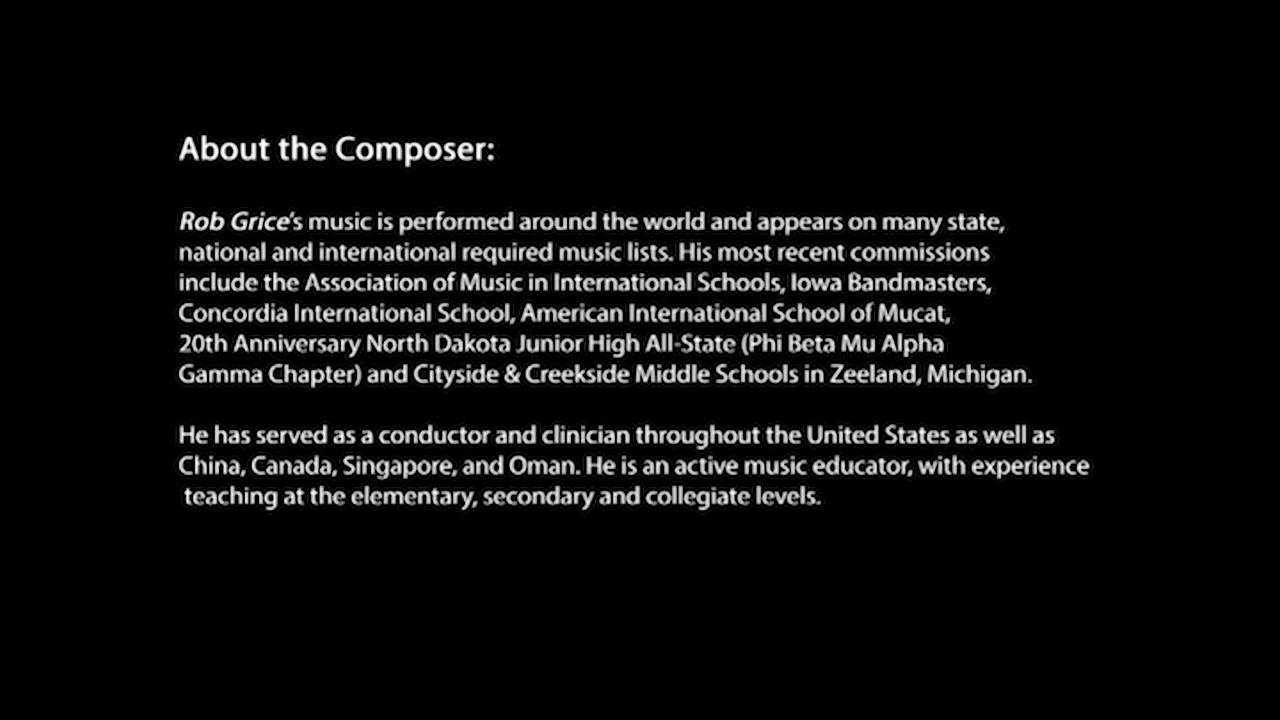 About the Composer:
Rob Grice's music is performed around the world and appears on many state,
national and international required music lists. His most recent commissions
include the Association of Music in International Schools, Iowa Bandmasters,
Concordia International School, American International School of Mucat,
20th Anniversary North Dakota Junior High All-State (Phi Beta Mu Alpha
Gamma Chapter) and Cityside & Creekside Middle Schools in Zeeland, Michigan.
He has served as a conductor and clinician throughout the United States as well as
China, Canada, Singapore, and Oman. He is an active music educator, with experience
teaching at the elementary, secondary and collegiate levels.